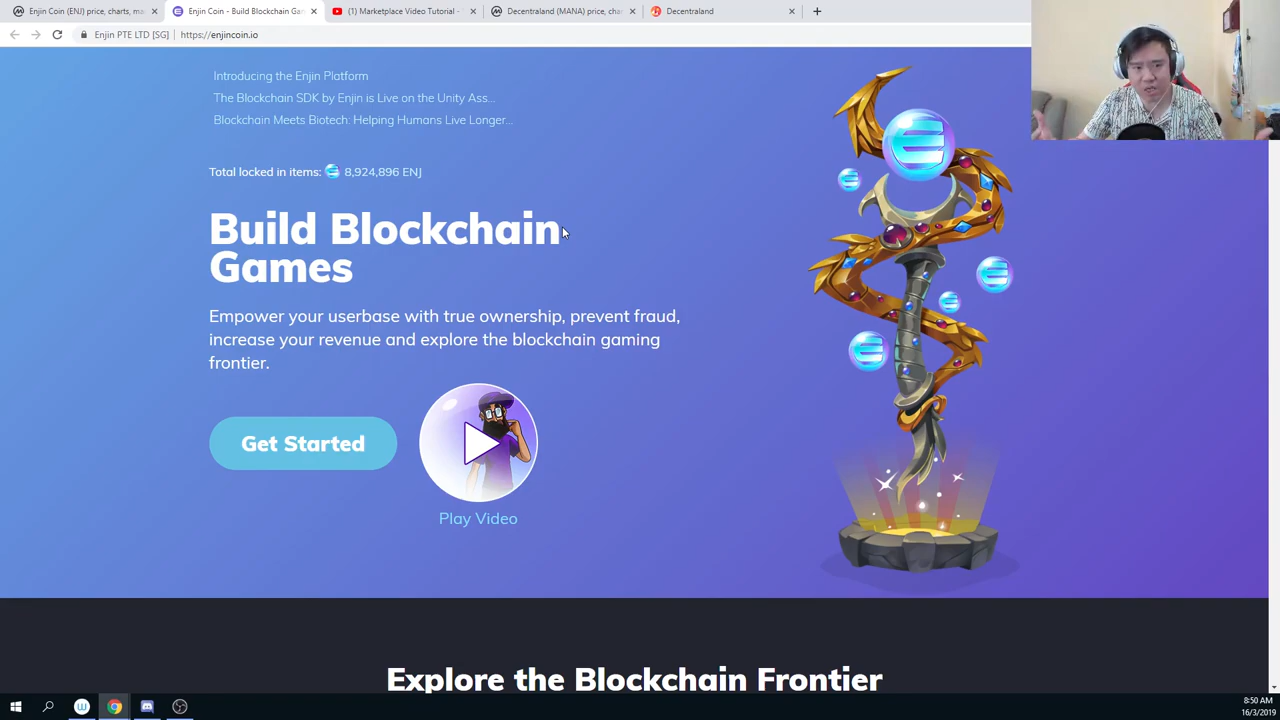 Enjin Coin (ENJ) price, charts, ma
Enjin Coin - Build Blockchain Gam
(1) Marketplace Video Tutorial -
Decentraland (MANA) price, cha
Decentraland
Enjin PTE LTD [SG]
https://enjincoin.io
Introducing the Enjin Platform
The Blockchain SDK by Enjin is Live on the Unity Ass...
Blockchain Meets Biotech: Helping Humans Live Longer...
Total locked in items: 8,924,896 ENJ
Build Blockchain
Games
Empower your userbase with true ownership, prevent fraud,
increase your revenue and explore the blockchain gaming
frontier.
Get Started
Play Video
Explore the Blockchain Frontier
8:50 AM
16/3/2019